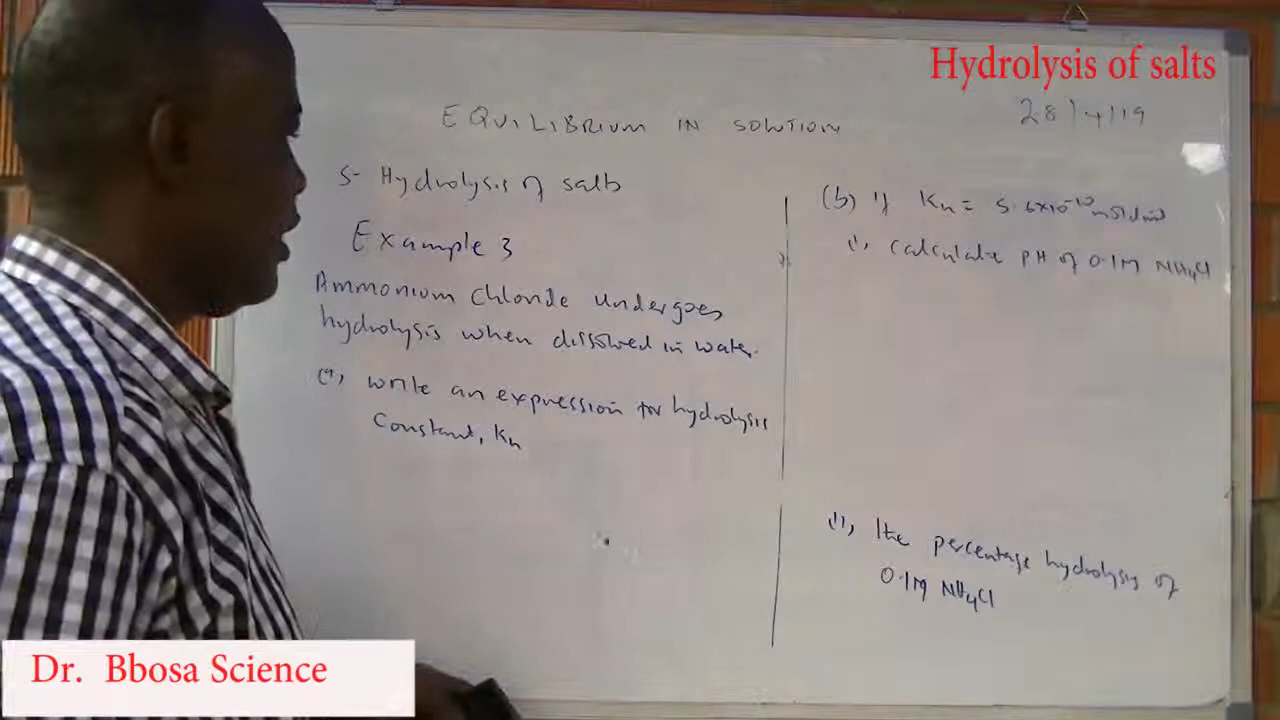 Hydrolysis of salts
28/4/19
EQUILIBRIUM IN SOLUTION
5- Hydrolysis of salts
Example 3
Ammonium Chloride undergoes
hydrolysis when dissolved in water.
(a) write an expression for hydrolysis
Constant, Kh
(b) if Kh = 5.6x10-10
(i) calculate pH of 0.1M NH4Cl
(ii) the percentage hydrolysis of
0.1M NH4Cl
Dr. Bbosa Science